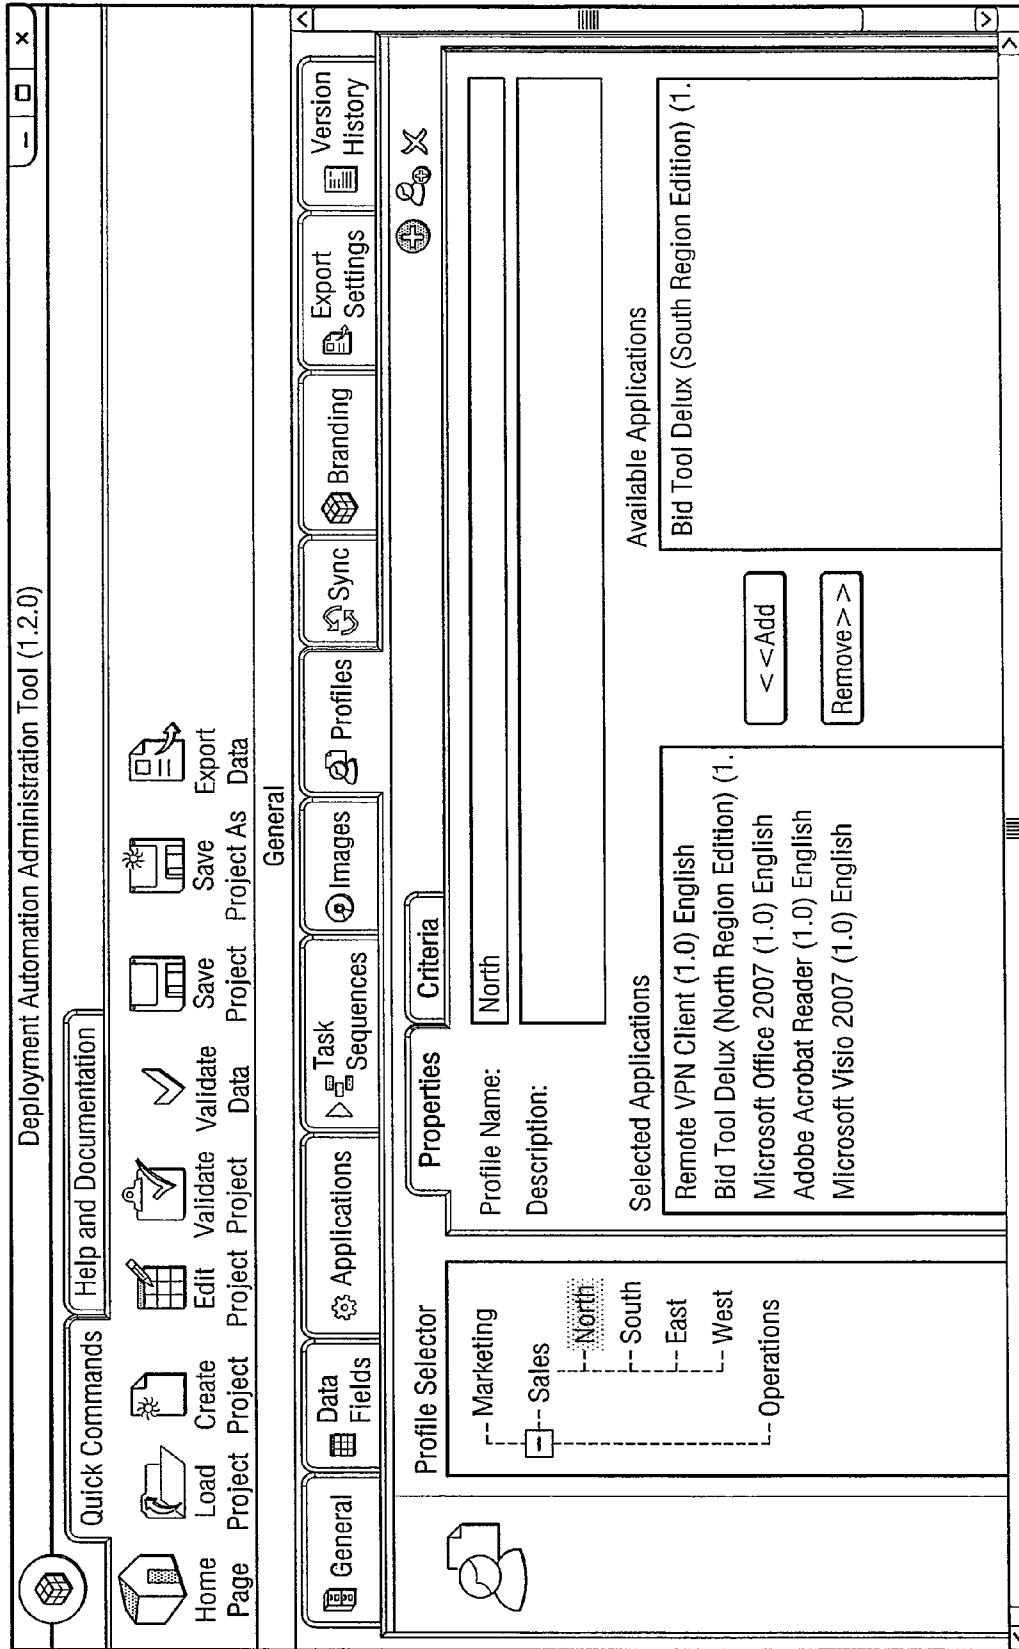 Deployment Automation Administration Tool (1.2.0)
Quick Commands
Help and Documentation
Home
Page
Load
Project
Create
Project
Edit
Project
Validate
Project
Validate
Data
Save
Project
Save
Project As
Export
Data
General
General
Data
Fields
Applications
Task
Sequences
Images
Profiles
Sync
Branding
Export
Settings
Version
History
Profile Selector
Marketing
Sales
North
South
East
West
Operations
Properties
Criteria
Profile Name:
North
Description:
Selected Applications
Remote VPN Client (1.0) English
Bid Tool Delux (North Region Edition) (1.
Microsoft Office 2007 (1.0) English
Adobe Acrobat Reader (1.0) English
Microsoft Visio 2007 (1.0) English
< <Add
Remove> >
Available Applications
Bid Tool Delux (South Region Edition) (1.